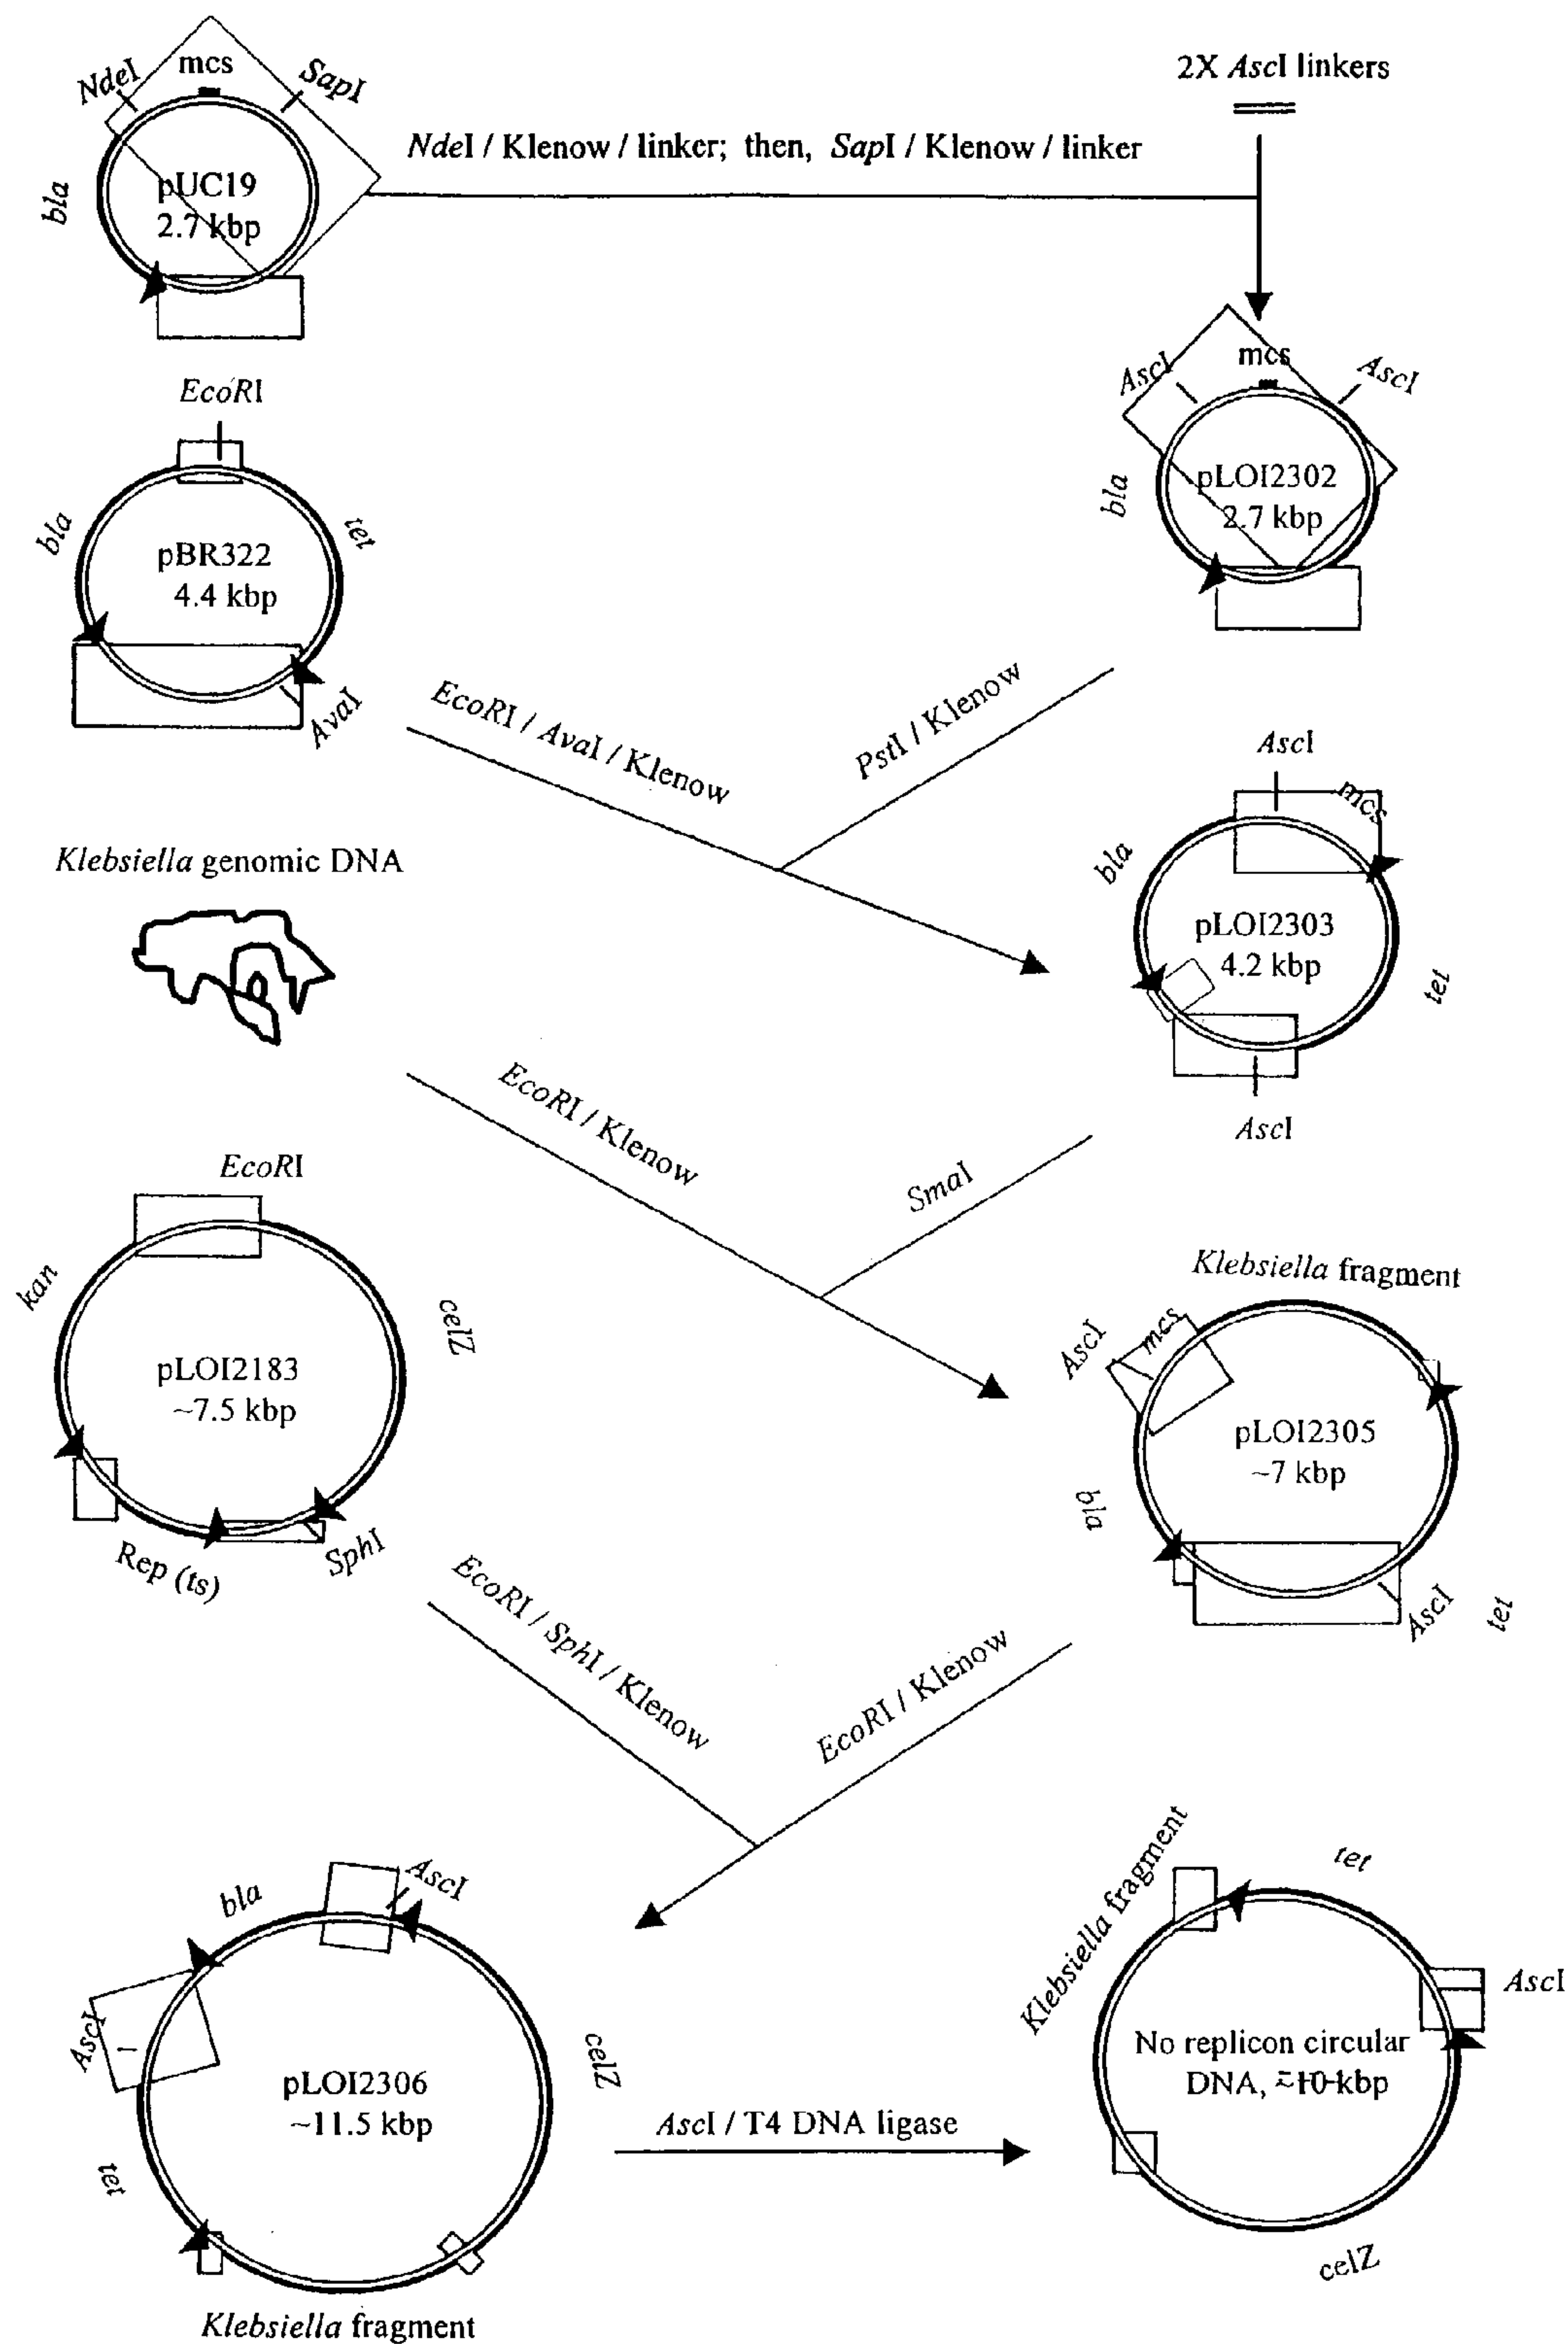 NdeI
mcs
SapI
pUC19
2.7 kbp
bla
2X AscI linkers
NdeI / Klenow / linker; then, SapI / Klenow / linker
AscI
mcs
AscI
bla
pLOI2302
2.7 kbp
EcoRI
bla
tet
pBR322
4.4 kbp
AvaI
EcoRI / AvaI / Klenow
PstI / Klenow
AscI
mcs
bla
pLOI2303
4.2 kbp
tet
AscI
Klebsiella genomic DNA
EcoRI / Klenow
SmaI
EcoRI
kan
celZ
pLOI2183
~7.5 kbp
Rep (ts)
SphI
Klebsiella fragment
AscI
mcs
pLOI2305
~7 kbp
bla
AscI
tet
EcoRI / SphI / Klenow
EcoRI / Klenow
bla
AscI
AscI
celZ
pLOI2306
~11.5 kbp
tet
Klebsiella fragment
AscI / T4 DNA ligase
Klebsiella fragment
tet
AscI
No replicon circular
DNA, ~10 kbp
celZ